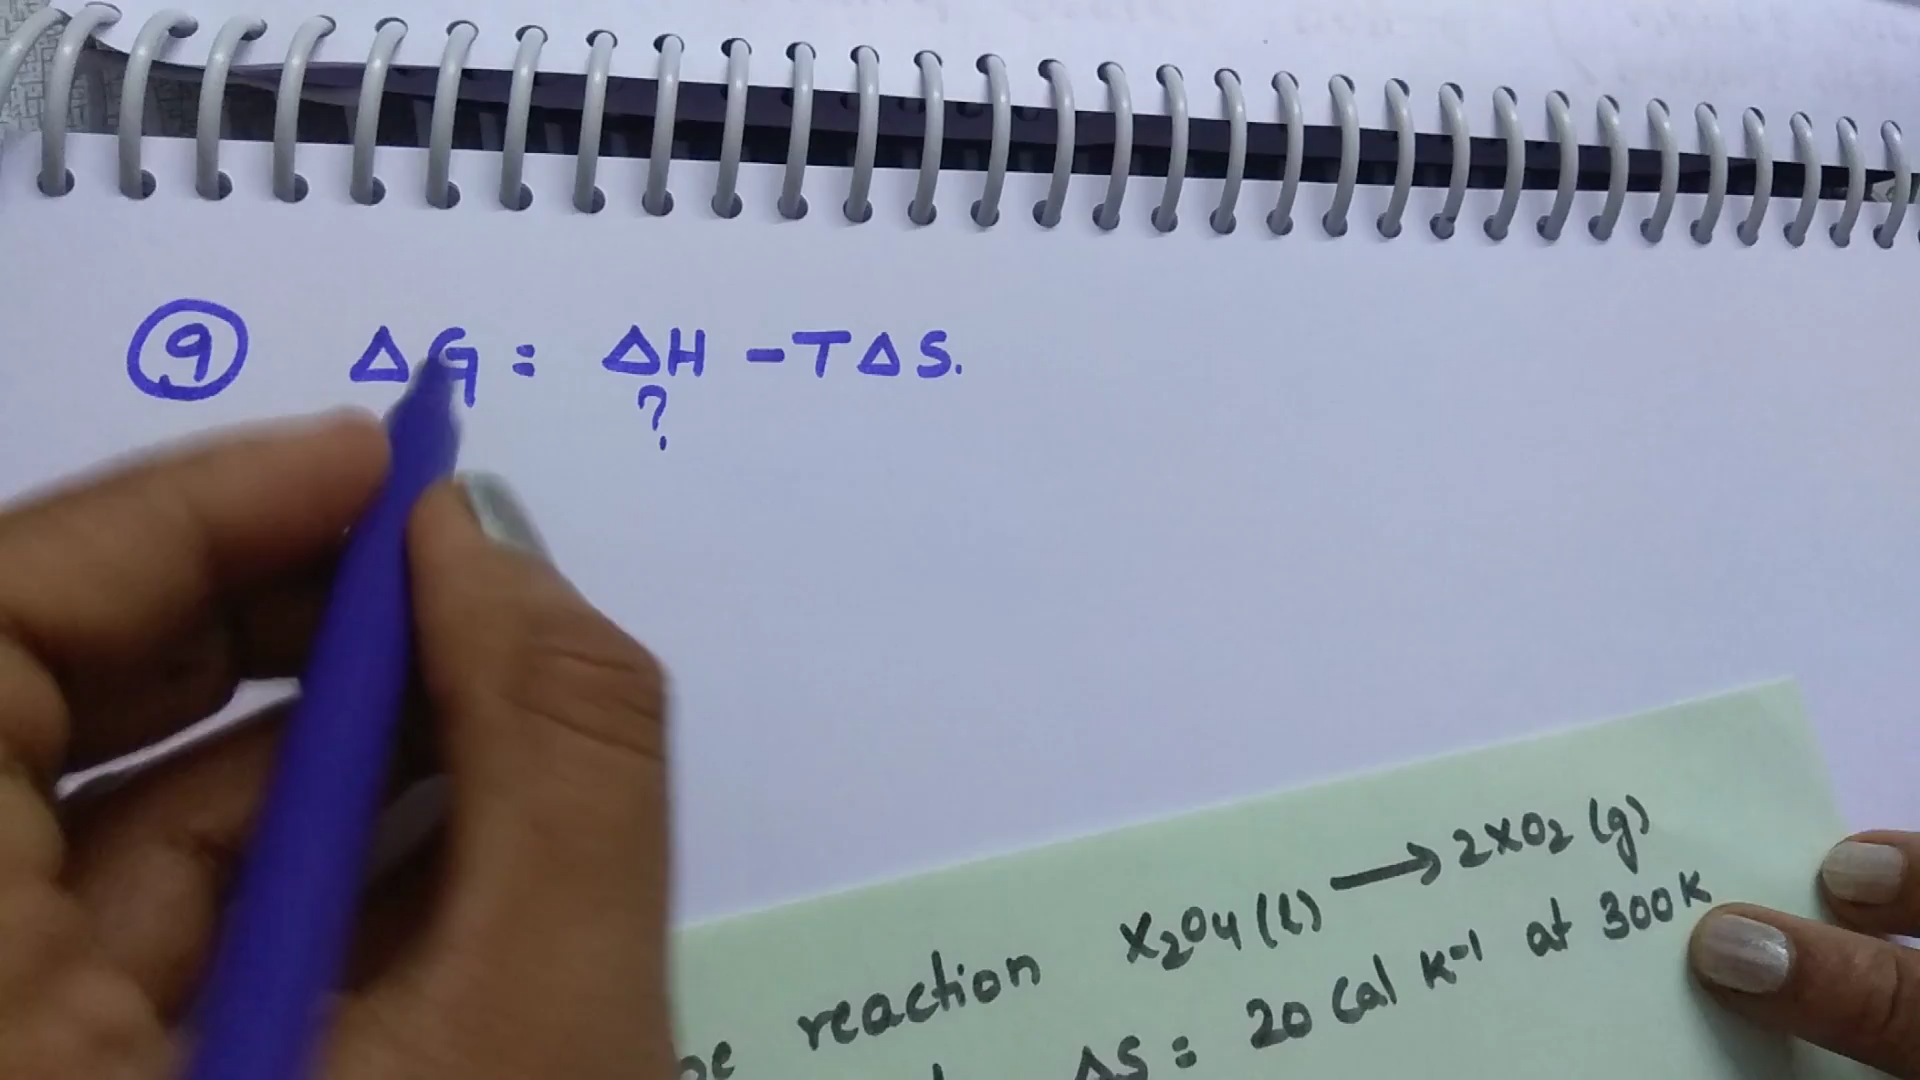 9 ΔG = ΔH - TΔS.
?
reaction X2O4 (l) ⟶ 2XO2 (g)
ΔS = 20 Cal K-1 at 300K